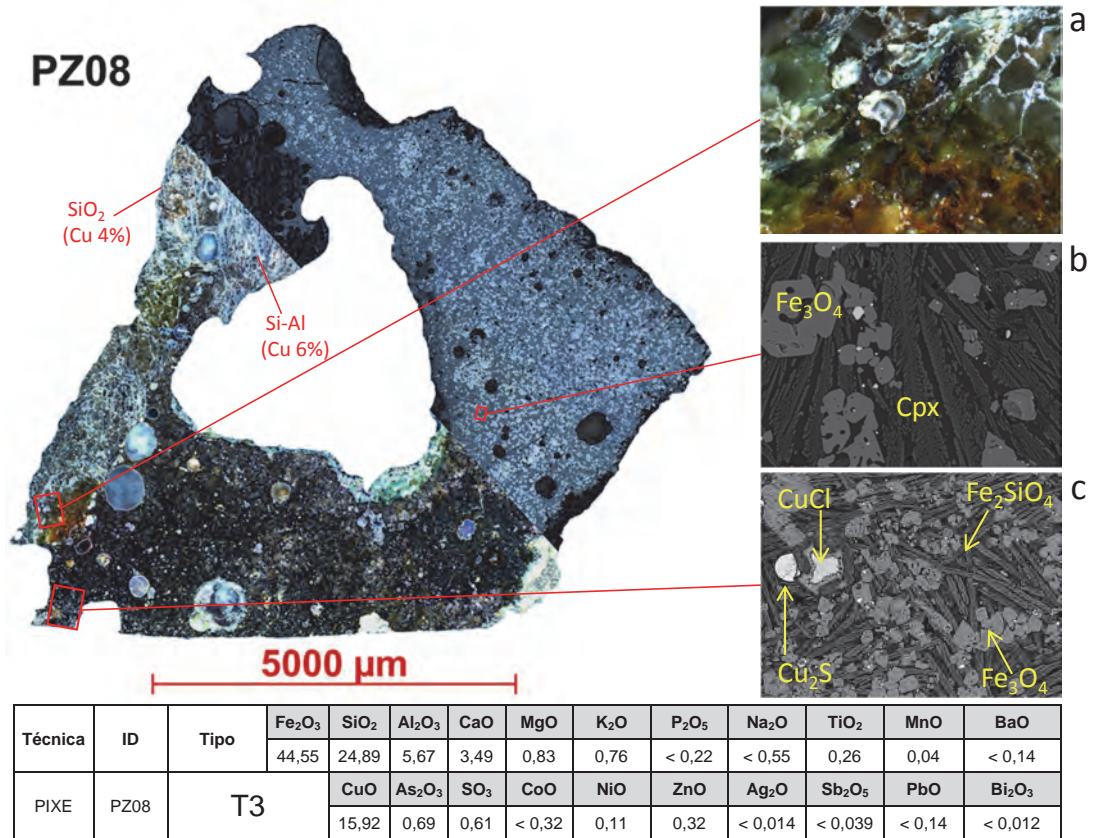 PZ08
SiO₂
(Cu 4%)
Si-Al
(Cu 6%)
5000 µm
a
b
Fe₃O₄
Cpx
c
CuCl
Fe₂SiO₄
Cu₂S
Fe₃O₄
Técnica ID Tipo Fe₂O₃ SiO₂ Al₂O₃ CaO MgO K₂O P₂O₅ Na₂O TiO₂ MnO BaO
44,55 24,89 5,67 3,49 0,83 0,76 < 0,22 < 0,55 0,26 0,04 < 0,14
PIXE PZ08 T3 CuO As₂O₃ SO₃ CoO NiO ZnO Ag₂O Sb₂O₅ PbO Bi₂O₃
15,92 0,69 0,61 < 0,32 0,11 0,32 < 0,014 < 0,039 < 0,14 < 0,012